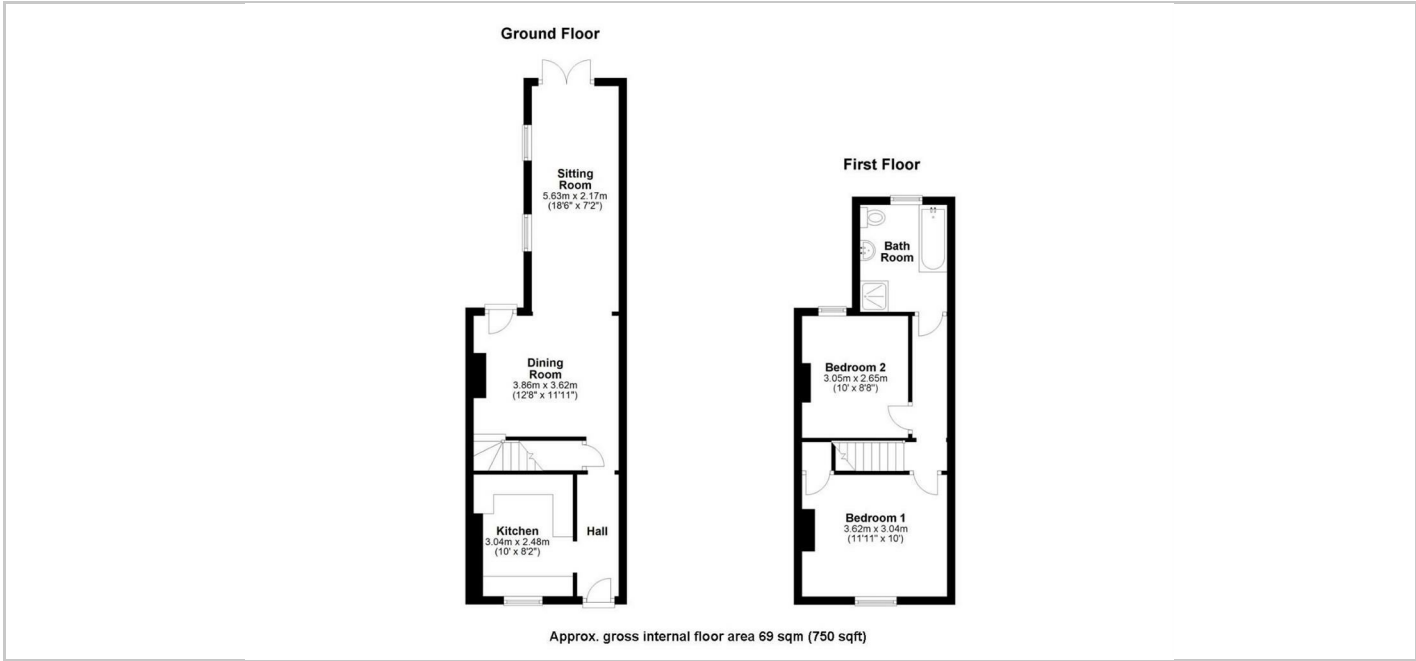 Ground Floor
Sitting
Room
5.63m x 2.17m
(18'6" x 7'2")
Dining
Room
3.86m x 3.62m
(12'8" x 11'11")
Kitchen
3.04m x 2.48m
(10' x 8'2")
Hall
First Floor
Bath
Room
Bedroom 2
3.05m x 2.65m
(10' x 8'8")
Bedroom 1
3.62m x 3.04m
(11'11" x 10')
Approx. gross internal floor area 69 sqm (750 sqft)